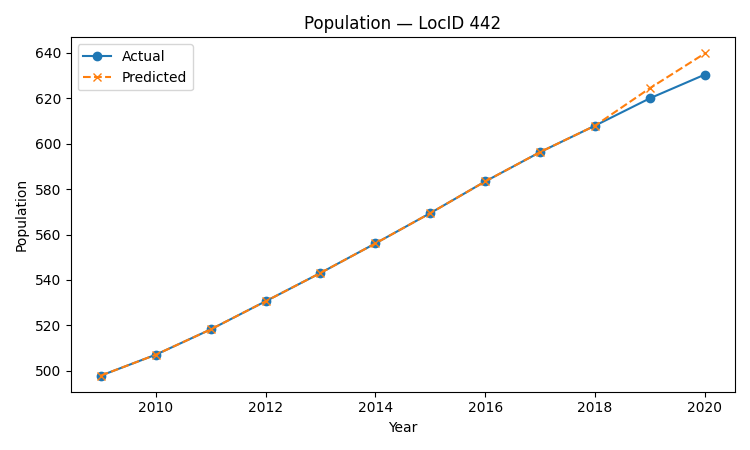 Population — LocID 442
Actual
Predicted
Population
640
620
600
580
560
540
520
500
2010 2012 2014 2016 2018 2020
Year